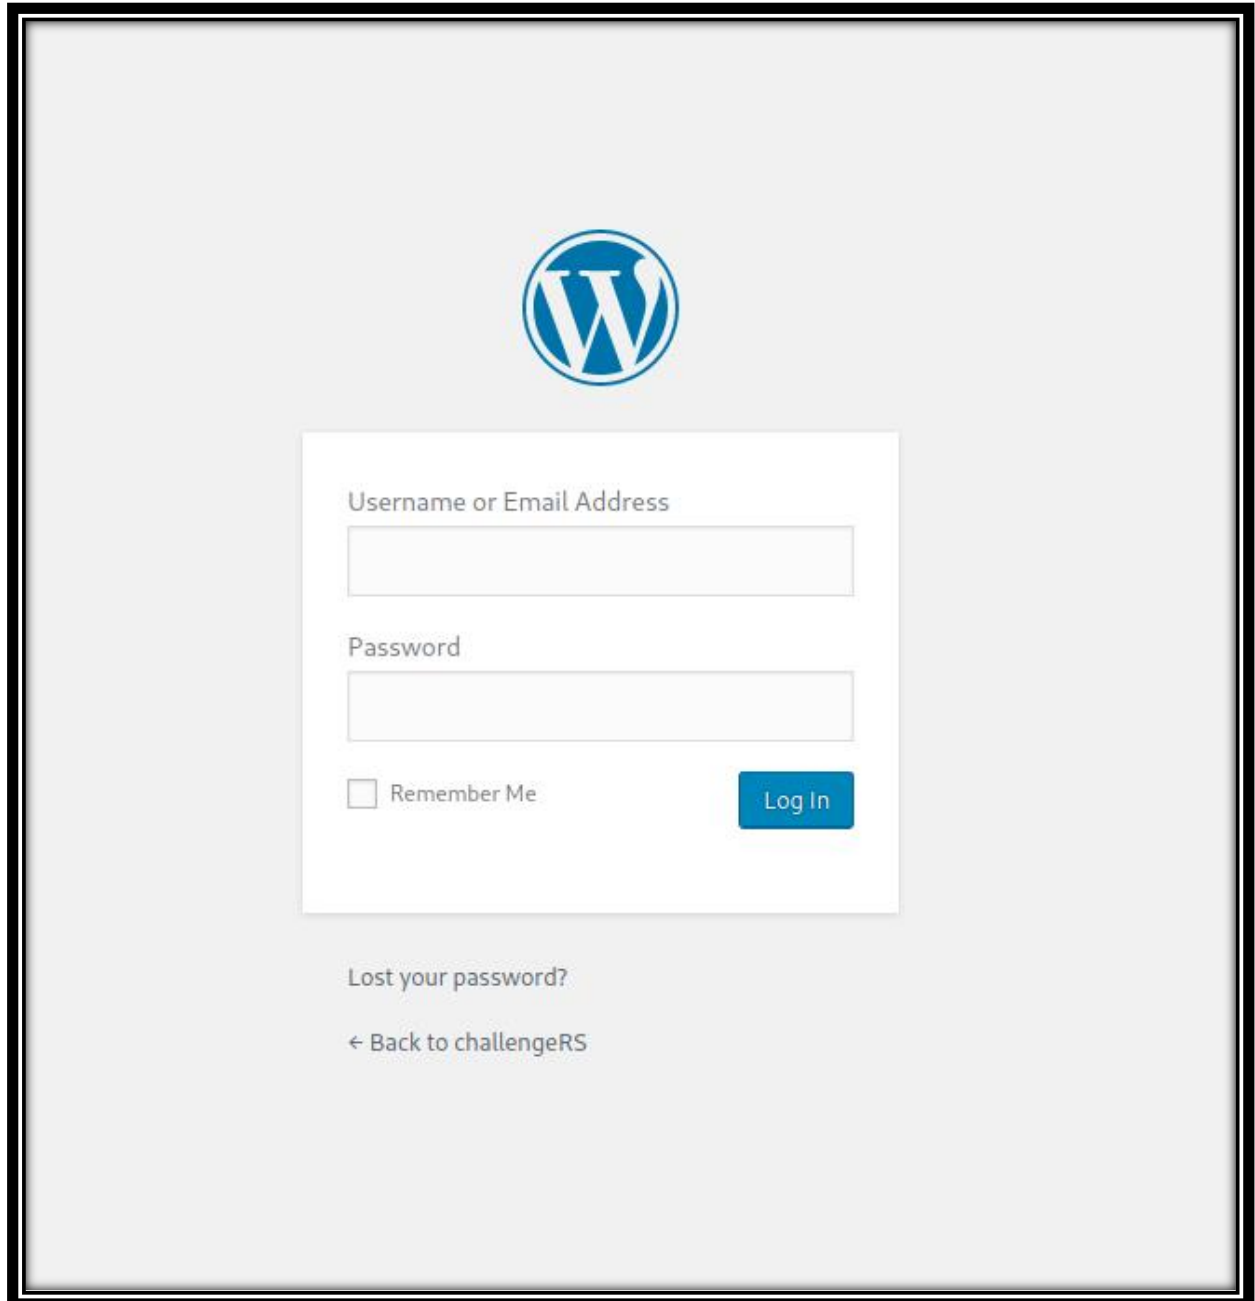 Username or Email Address
Password
Remember Me
Log In
Lost your password?
← Back to challengeRS